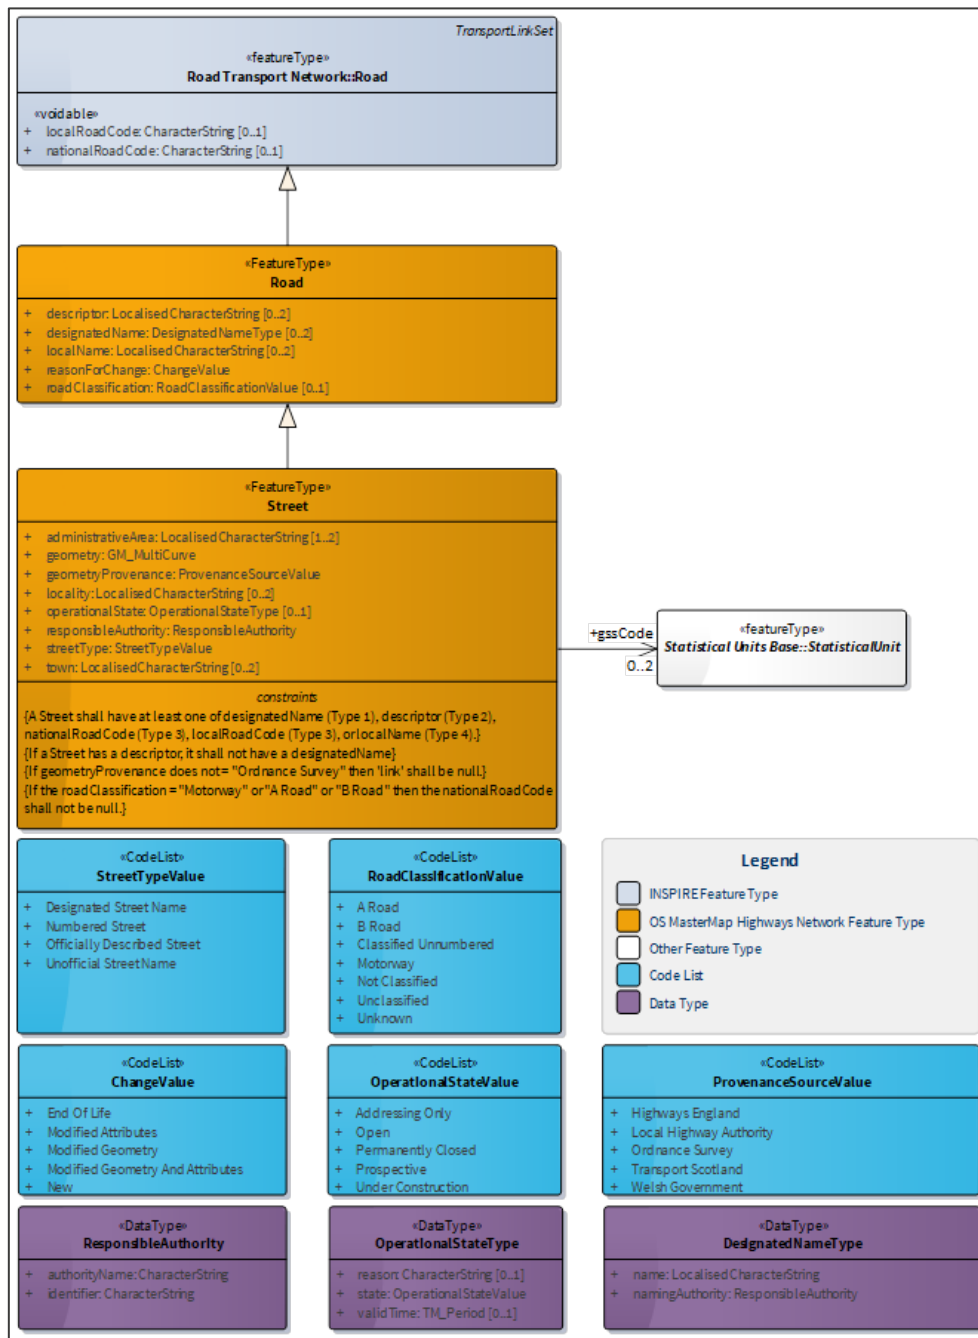 TransportLinkSet
«featureType»
Road Transport Network::Road
«voidable»
+ localRoadCode: CharacterString [0..1]
+ nationalRoadCode: CharacterString [0..1]
«FeatureType»
Road
+ descriptor: LocalisedCharacterString [0..2]
+ designatedName: DesignatedNameType [0..2]
+ localName: LocalisedCharacterString [0..2]
+ reasonForChange: ChangeValue
+ roadClassification: RoadClassificationValue [0..1]
«FeatureType»
Street
+ administrativeArea: LocalisedCharacterString [1..2]
+ geometry: GM_MultiCurve
+ geometryProvenance: ProvenanceSourceValue
+ locality: LocalisedCharacterString [0..2]
+ operationalState: OperationalStateType [0..1]
+ responsibleAuthority: ResponsibleAuthority
+ streetType: StreetTypeValue
+ town: LocalisedCharacterString [0..2]
constraints
{A Street shall have at least one of designatedName (Type 1), descriptor (Type 2),
nationalRoadCode (Type 3), localRoadCode (Type 3), or localName (Type 4).}
{If a Street has a descriptor, it shall not have a designatedName}
{If geometryProvenance does not = "Ordnance Survey" then 'link' shall be null.}
{If the roadClassification = "Motorway" or "A Road" or "B Road" then the nationalRoadCode
shall not be null.}
+gssCode
0..2
«featureType»
Statistical Units Base::StatisticalUnit
«CodeList»
StreetTypeValue
+ Designated Street Name
+ Numbered Street
+ Officially Described Street
+ Unofficial Street Name
«CodeList»
RoadClassificationValue
+ A Road
+ B Road
+ Classified Unnumbered
+ Motorway
+ Not Classified
+ Unclassified
+ Unknown
Legend
INSPIRE Feature Type
OS MasterMap Highways Network Feature Type
Other Feature Type
Code List
Data Type
«CodeList»
ChangeValue
+ End Of Life
+ Modified Attributes
+ Modified Geometry
+ Modified Geometry And Attributes
+ New
«CodeList»
OperationalStateValue
+ Addressing Only
+ Open
+ Permanently Closed
+ Prospective
+ Under Construction
«CodeList»
ProvenanceSourceValue
+ Highways England
+ Local Highway Authority
+ Ordnance Survey
+ Transport Scotland
+ Welsh Government
«DataType»
ResponsibleAuthority
+ authorityName: CharacterString
+ identifier: CharacterString
«DataType»
OperationalStateType
+ reason: CharacterString [0..1]
+ state: OperationalStateValue
+ validTime: TM_Period [0..1]
«DataType»
DesignatedNameType
+ name: LocalisedCharacterString
+ namingAuthority: ResponsibleAuthority